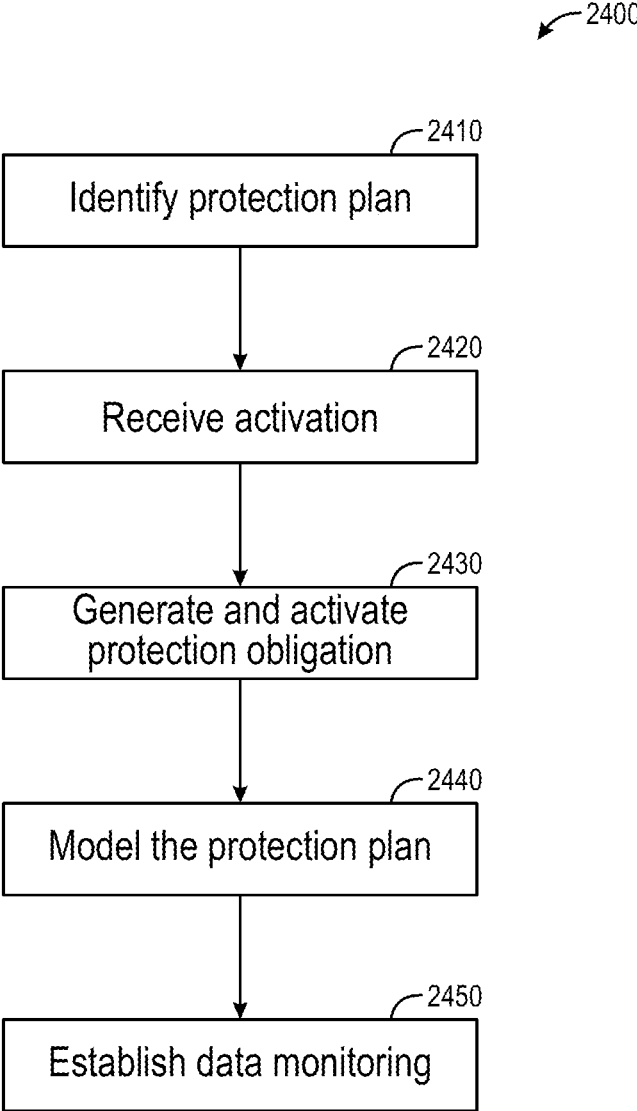 2400
2410
Identify protection plan
2420
Receive activation
2430
Generate and activate
protection obligation
2440
Model the protection plan
2450
Establish data monitoring